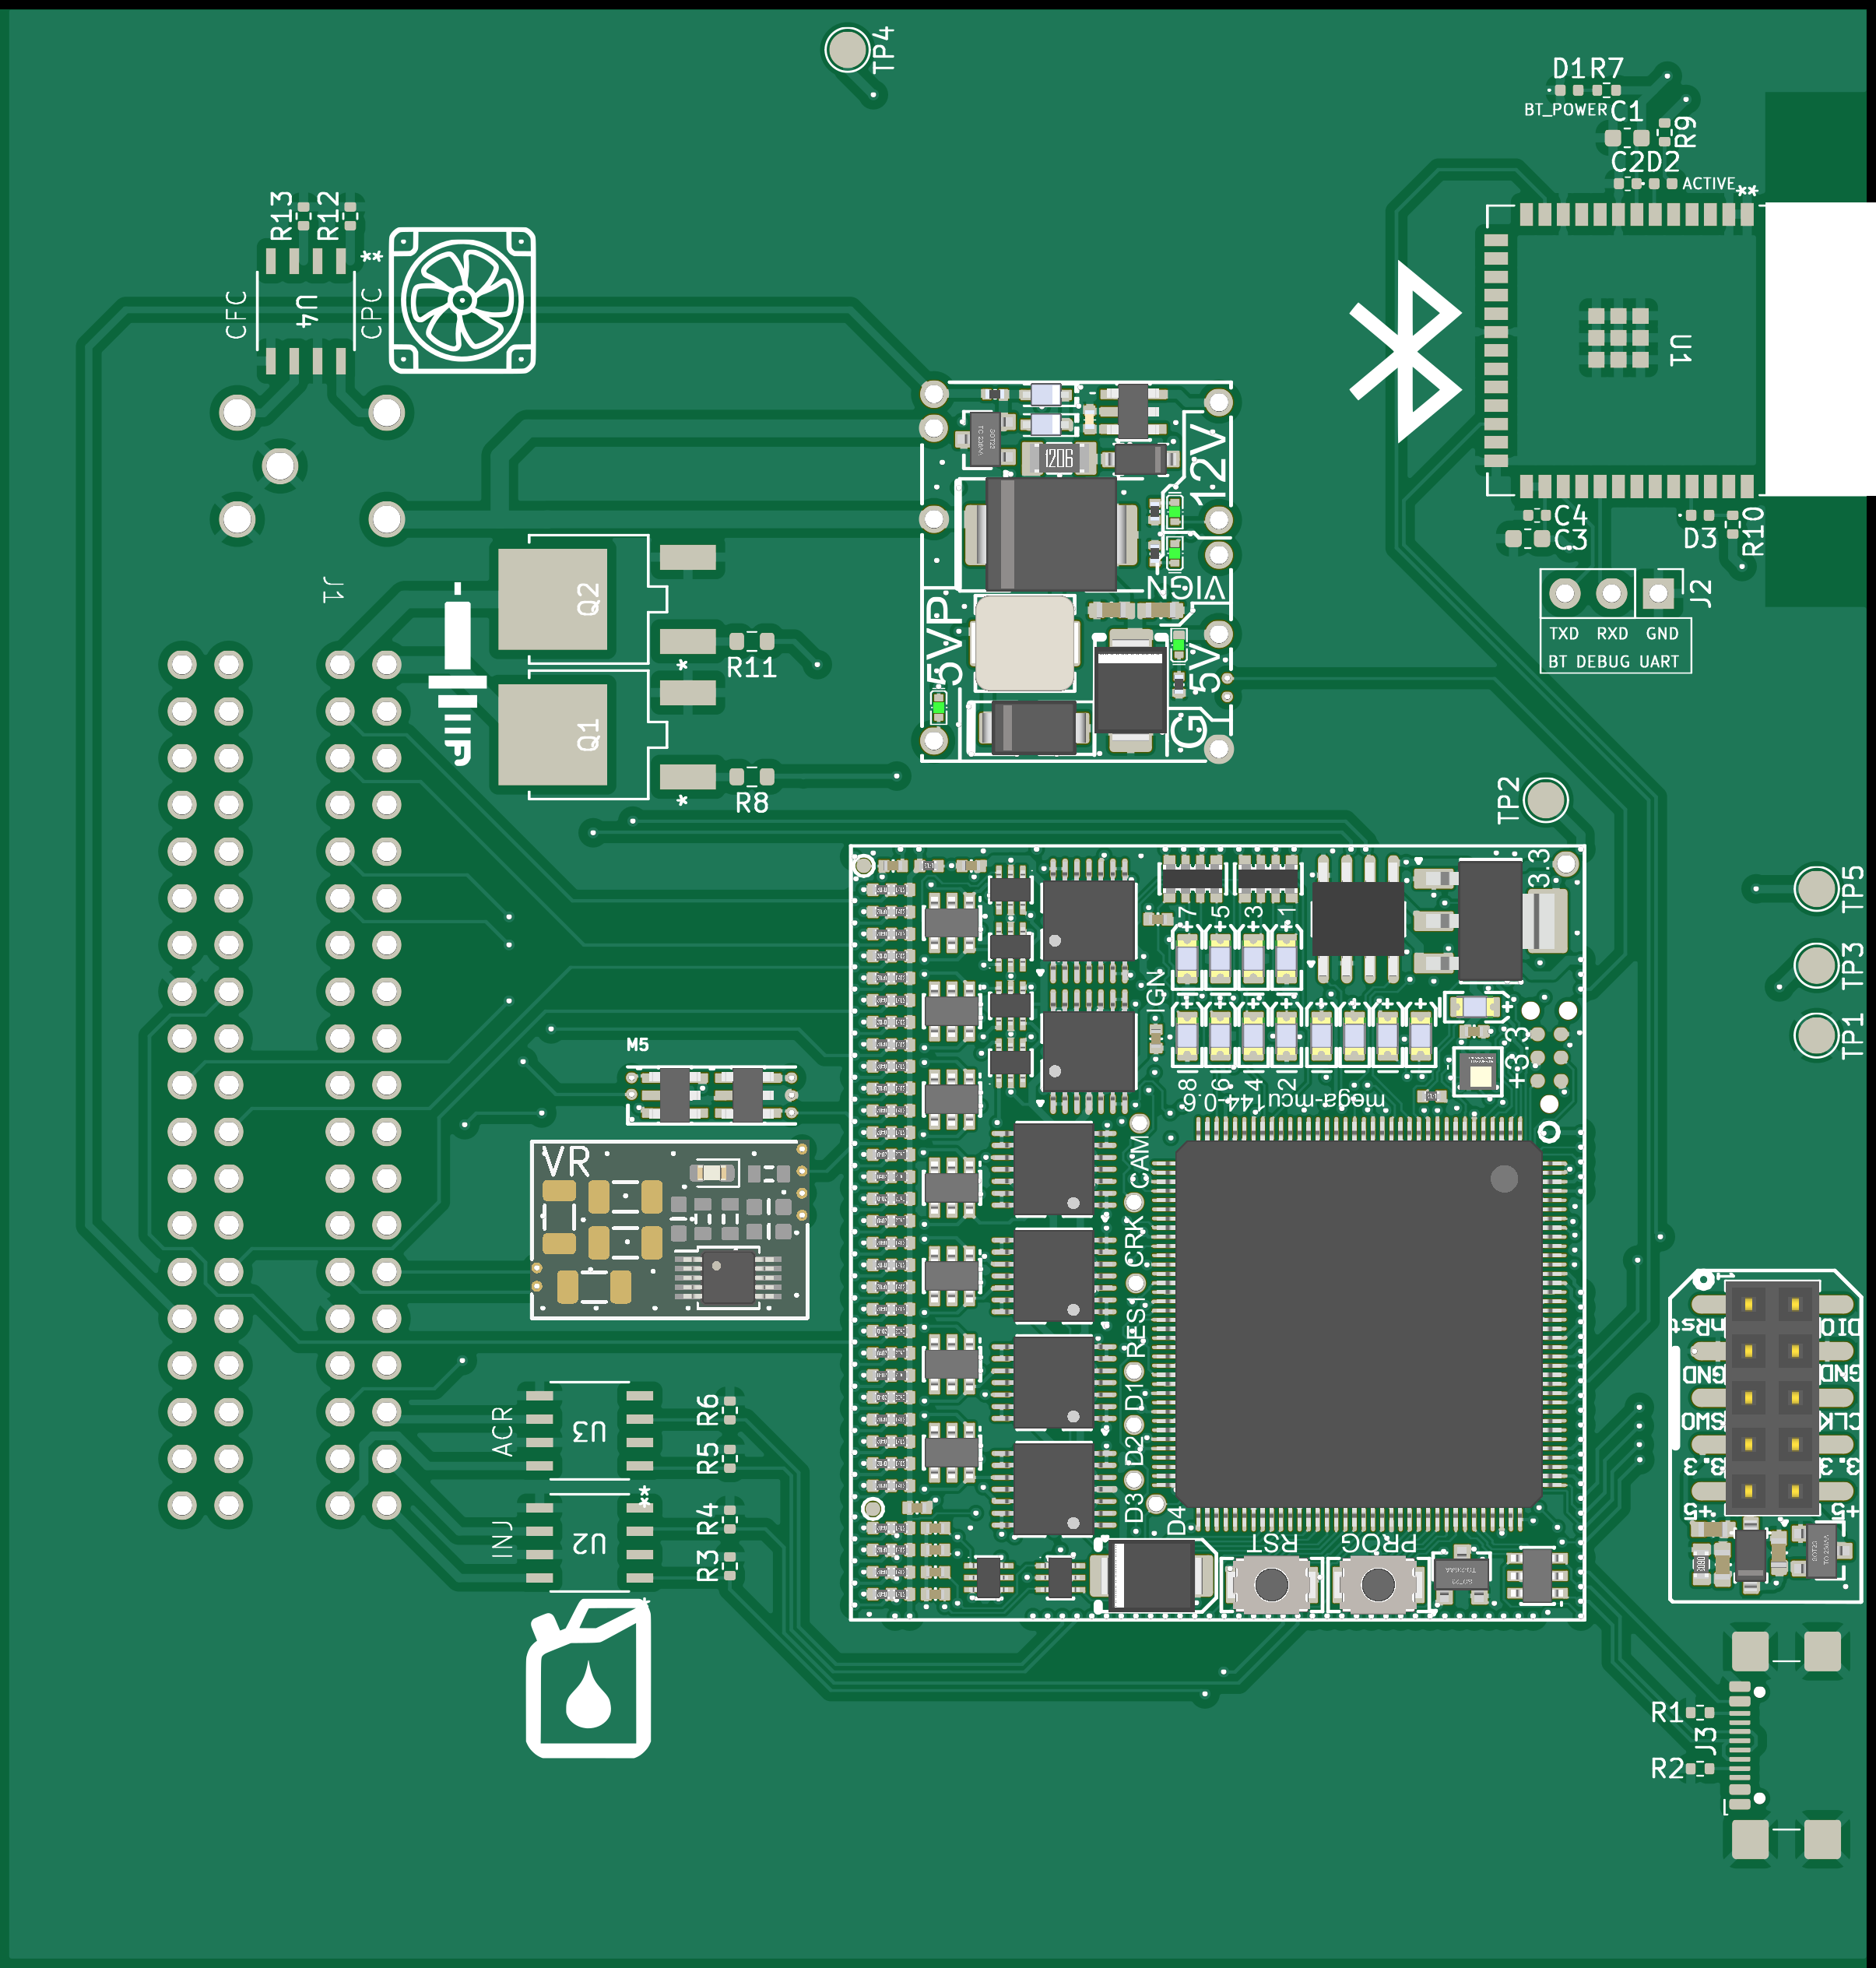 TP4
D1 R7
BT_POWER
C1
R9
C2 D2
ACTIVE
**
R13
R12
**
CFC
U4
CPC
U1
C4
C3
D3
R10
J2
TXD RXD GND
BT DEBUG UART
J1
Q2
R11
*
Q1
R8
*
1206
12V
VIGN
5VP
5V
G
TP2
3.3
TP5
TP3
TP1
+7
+5
+3
1
IGN
8
6
4
2
+3.3
mega-mcu144-0.6
M5
VR
CAM
CRK
RES1
D1
D2
D3
D4
RST
PROG
1
nRst
DIO
GND
GND
SWO
CLK
3.3
3.3
+5
+5
ACR
U3
R6
R5
INJ
U2
R4
R3
**
R1
J3
R2